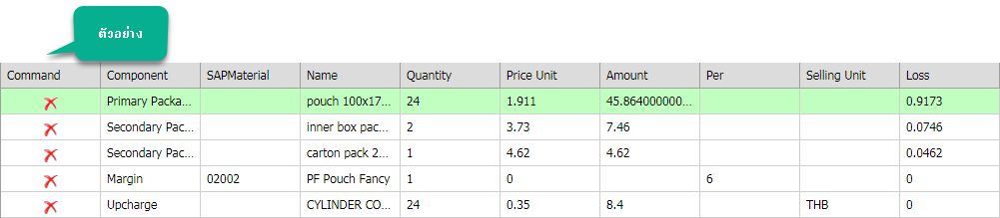 ตัวอย่าง
Command Component SAPMaterial Name Quantity Price Unit Amount Per Selling Unit Loss
Primary Packa... pouch 100x17... 24 1.911 45.864000000... 0.9173
Secondary Pac... inner box pac... 2 3.73 7.46 0.0746
Secondary Pac... carton pack 2... 1 4.62 4.62 0.0462
Margin 02002 PF Pouch Fancy 1 0 6 0
Upcharge CYLINDER CO... 24 0.35 8.4 THB 0